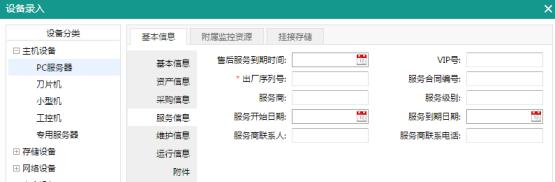 设备录入
设备分类
主机设备
PC服务器
刀片机
小型机
工控机
专用服务器
存储设备
网络设备
基本信息 附属监控资源 挂接存储
基本信息
资产信息
采购信息
服务信息
维护信息
运行信息
附件
售后服务到期时间: VIP号:
* 出厂序列号: 服务合同编号:
服务商: 服务级别:
服务开始日期: 服务到期日期:
服务商联系人: 服务商联系电话: